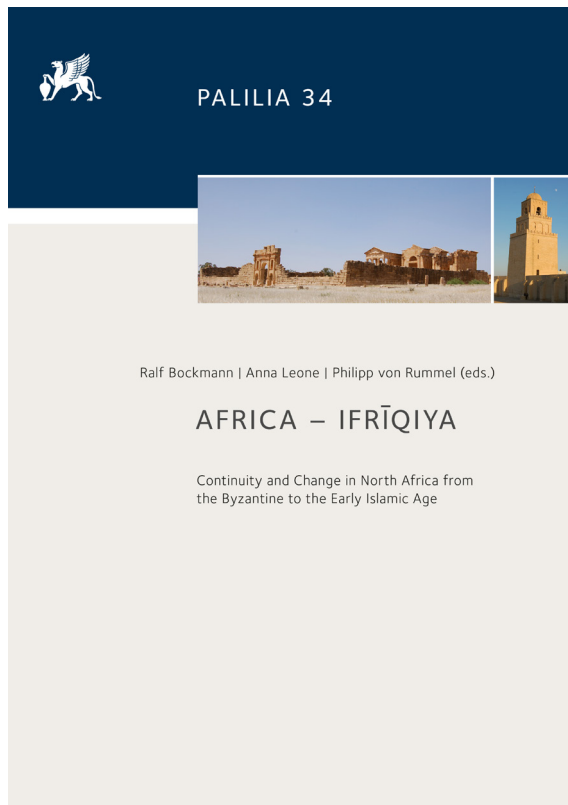 PALILIA 34
Ralf Bockmann | Anna Leone | Philipp von Rummel (eds.)
AFRICA – IFRĪQIYA
Continuity and Change in North Africa from
the Byzantine to the Early Islamic Age